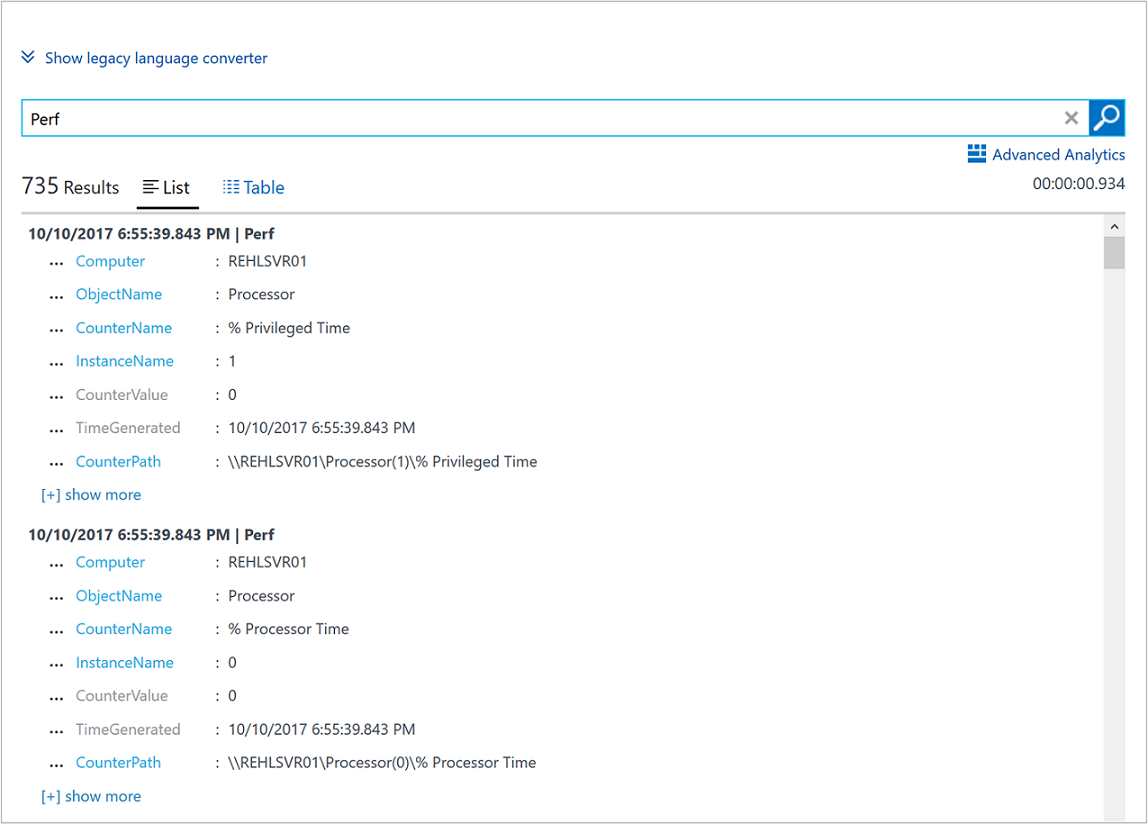 Show legacy language converter
Perf
Advanced Analytics
735 Results List Table 00:00:00.934
10/10/2017 6:55:39.843 PM | Perf
... Computer : REHLSVR01
... ObjectName : Processor
... CounterName : % Privileged Time
... InstanceName : 1
... CounterValue : 0
... TimeGenerated : 10/10/2017 6:55:39.843 PM
... CounterPath : \\REHLSVR01\Processor(1)\% Privileged Time
[+] show more
10/10/2017 6:55:39.843 PM | Perf
... Computer : REHLSVR01
... ObjectName : Processor
... CounterName : % Processor Time
... InstanceName : 0
... CounterValue : 0
... TimeGenerated : 10/10/2017 6:55:39.843 PM
... CounterPath : \\REHLSVR01\Processor(0)\% Processor Time
[+] show more